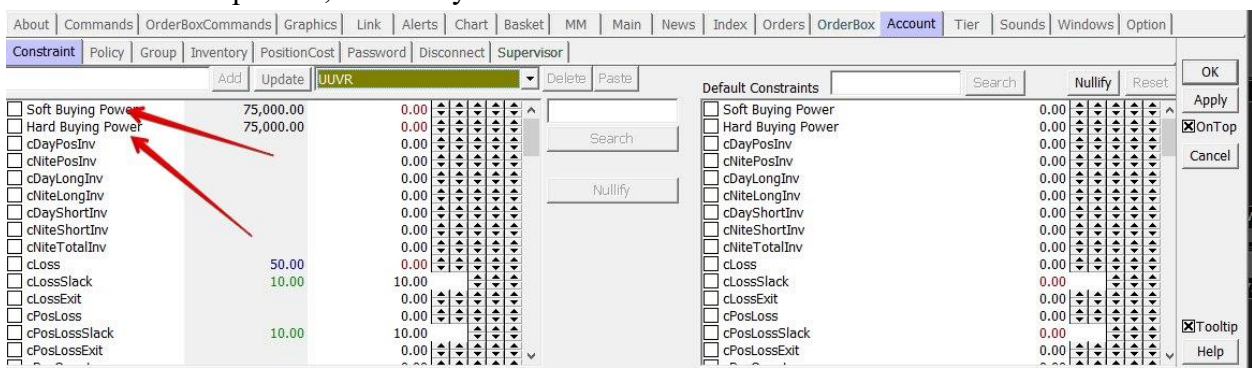 About Commands OrderBoxCommands Graphics Link Alerts Chart Basket MM Main News Index Orders OrderBox Account Tier Sounds Windows Option
Constraint Policy Group Inventory PositionCost Password Disconnect Supervisor
Add Update UUVR Delete Paste Default Constraints Search Nullify Reset OK
Soft Buying Power 75,000.00 0.00 Soft Buying Power 0.00 Apply
Hard Buying Power 75,000.00 0.00 Hard Buying Power 0.00 OnTop
cDayPosInv 0.00 Search cDayPosInv 0.00
cNitePosInv 0.00 cNitePosInv 0.00 Cancel
cDayLongInv 0.00 cDayLongInv 0.00
cNiteLongInv 0.00 Nullify cNiteLongInv 0.00
cDayShortInv 0.00 cDayShortInv 0.00
cNiteShortInv 0.00 cNiteShortInv 0.00
cNiteTotalInv 0.00 cNiteTotalInv 0.00
cLoss 50.00 0.00 cLoss 0.00
cLossSlack 10.00 10.00 cLossSlack 0.00
cLossExit 0.00 cLossExit 0.00
cPosLoss 0.00 cPosLoss 0.00
cPosLossSlack 10.00 10.00 cPosLossSlack 0.00 Tooltip
cPosLossExit 0.00 cPosLossExit 0.00 Help